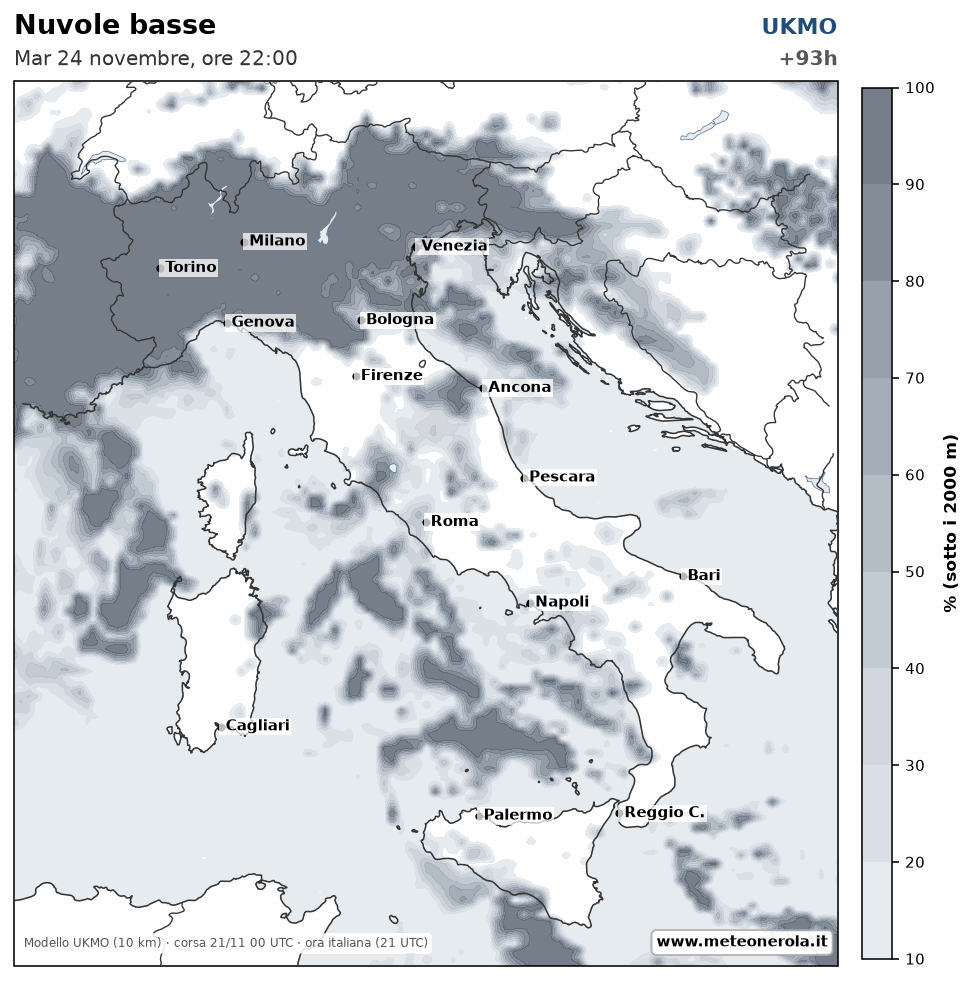 Nuvole basse
UKMO
Mar 24 novembre, ore 22:00
+93h
Milano
Venezia
Torino
Genova
Bologna
Firenze
Ancona
Pescara
Roma
Bari
Napoli
Cagliari
Palermo
Reggio C.
100
90
80
70
60
50
40
30
20
10
% (sotto i 2000 m)
Modello UKMO (10 km) · corsa 21/11 00 UTC · ora italiana (21 UTC)
www.meteonerola.it